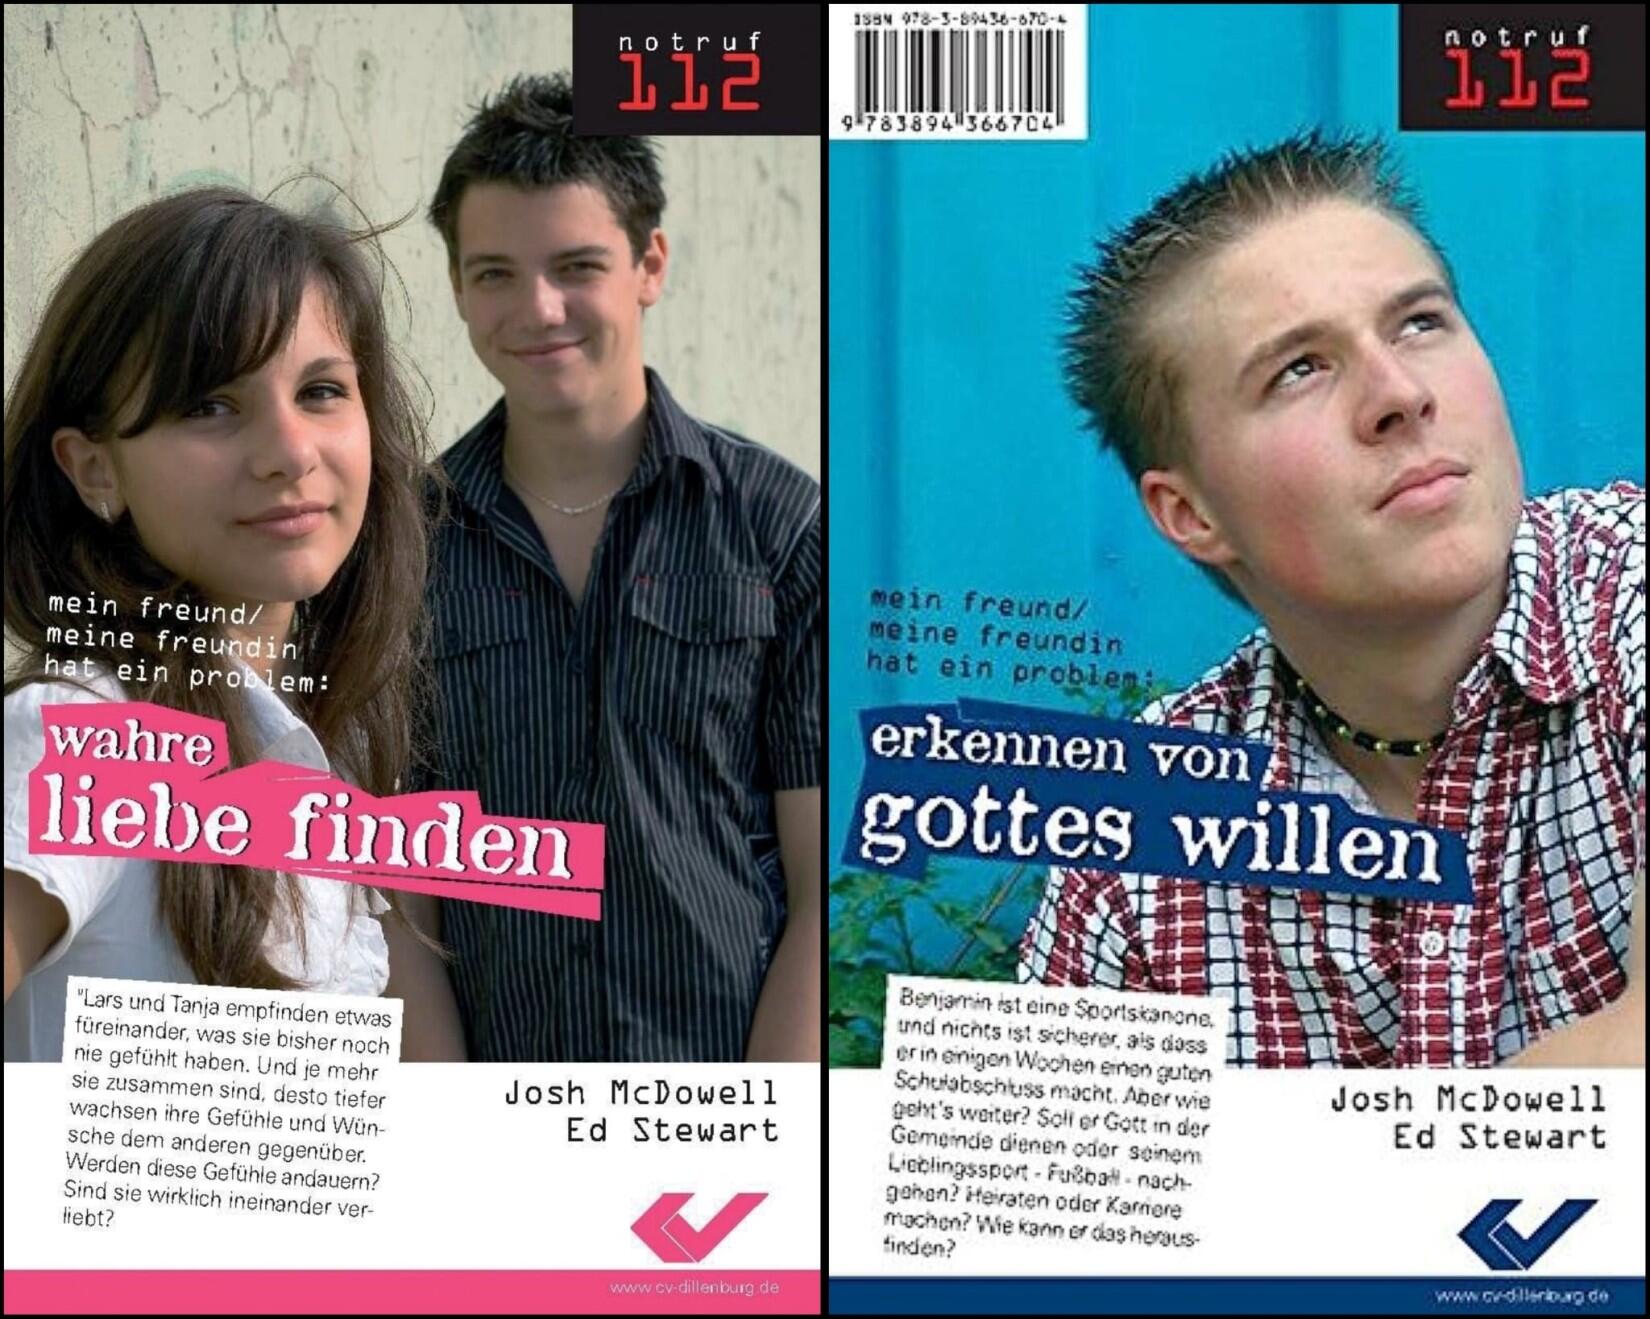 notruf
112
mein freund/
meine freundin
hat ein problem:
wahre
liebe finden
"Lars und Tanja empfinden etwas
füreinander, was sie bisher noch
nie gefühlt haben. Und je mehr
sie zusammen sind, desto tiefer
wachsen ihre Gefühle und Wün-
sche dem anderen gegenüber.
Werden diese Gefühle andauern?
Sind sie wirklich ineinander ver-
liebt?
Josh McDowell
Ed Stewart
www.cv-dillenburg.de
ISBN 978-3-89436-670-4
9 783894 366704
notruf
112
mein freund/
meine freundin
hat ein problem:
erkennen von
gottes willen
Benjamin ist eine Sportskanone,
und nichts ist sicherer, als dass
er in einigen Wochen einen guten
Schulabschluss macht. Aber wie
geht's weiter? Soll er Gott in der
Gemeinde dienen oder seinem
Lieblingssport - Fußball - nach-
gehen? Heiraten oder Karriere
machen? Wie kann er das heraus-
finden?
Josh McDowell
Ed Stewart
www.cv-dillenburg.de